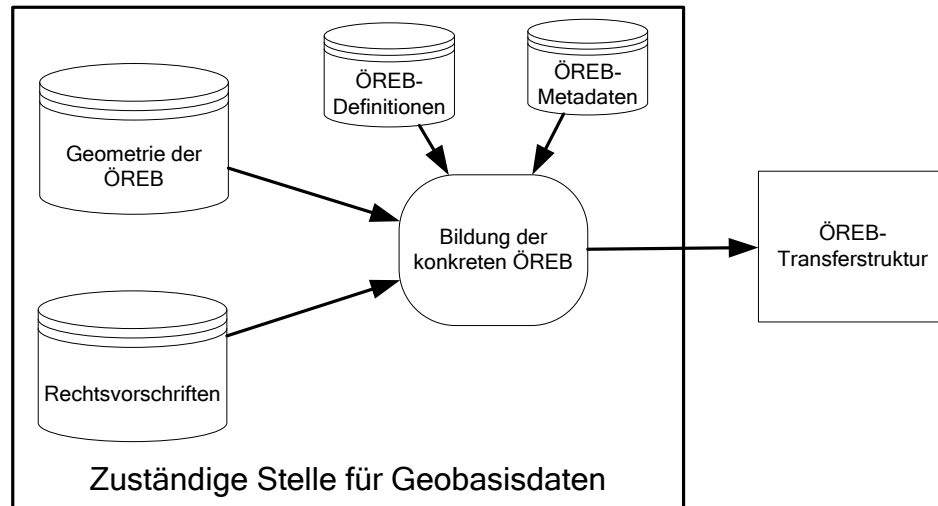 ÖREB-
Definitionen
ÖREB-
Metadaten
Geometrie der
ÖREB
Bildung der
konkreten ÖREB
ÖREB-
Transferstruktur
Rechtsvorschriften
Zuständige Stelle für Geobasisdaten